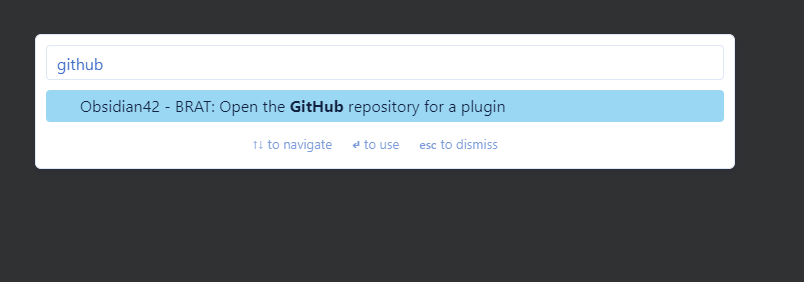 github
Obsidian42 - BRAT: Open the GitHub repository for a plugin
↑↓ to navigate ↵ to use esc to dismiss